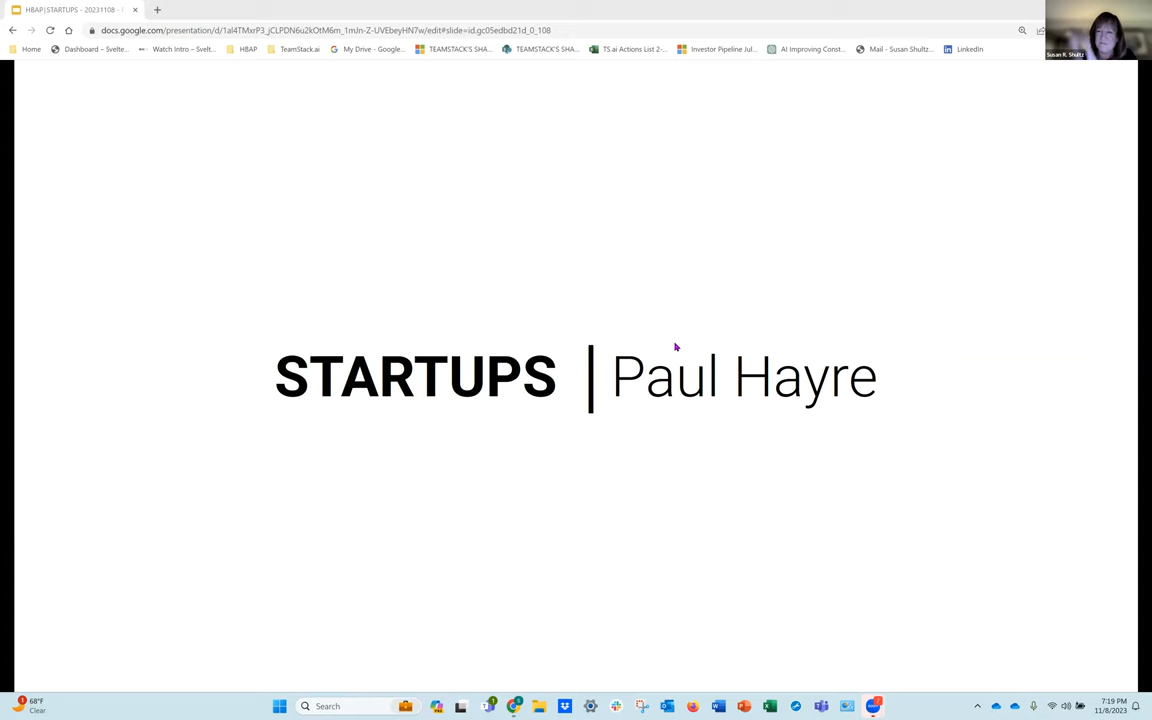 HBAP|STARTUPS - 20231108 -
docs.google.com/presentation/d/1al4TMxrP3_jCLPDN6u2kOtM6m_1mJn-Z-UVEbeyHN7w/edit#slide=id.gc05edbd21d_0_108
Home Dashboard – Svelte... Watch Intro – Svelt... HBAP TeamStack.ai My Drive - Google... TEAMSTACK'S SHA... TEAMSTACK'S SHA... TS.ai Actions List 2-... Investor Pipeline Jul... AI Improving Const... Mail - Susan Shultz... LinkedIn
Susan R. Shultz
STARTUPS | Paul Hayre
68°F
Clear
Search
7:19 PM
11/8/2023